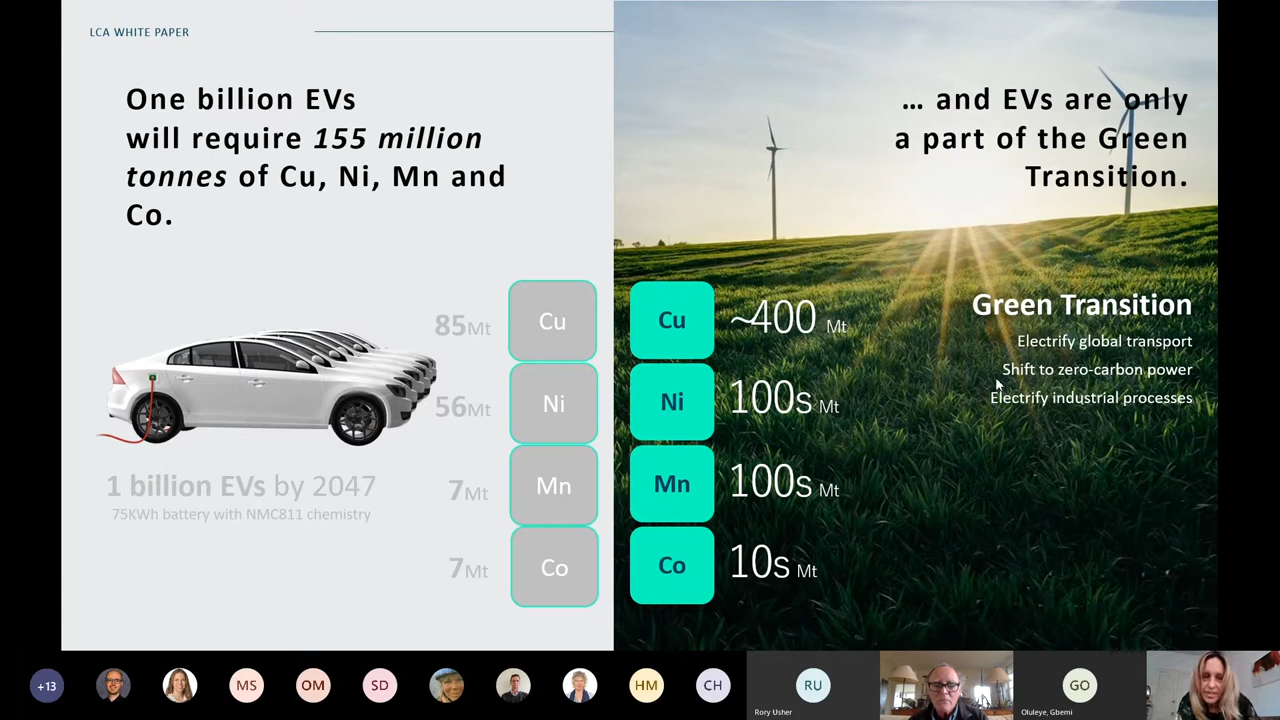 LCA WHITE PAPER
One billion EVs
will require 155 million
tonnes of Cu, Ni, Mn and
Co.
85Mt
Cu
56Mt
Ni
7Mt
Mn
7Mt
Co
1 billion EVs by 2047
75KWh battery with NMC811 chemistry
... and EVs are only
a part of the Green
Transition.
Cu
~400 Mt
Ni
100s Mt
Mn
100s Mt
Co
10s Mt
Green Transition
Electrify global transport
Shift to zero-carbon power
Electrify industrial processes
+13
MS
OM
SD
HM
CH
RU
Rory Usher
GO
Oluleye, Gbemi